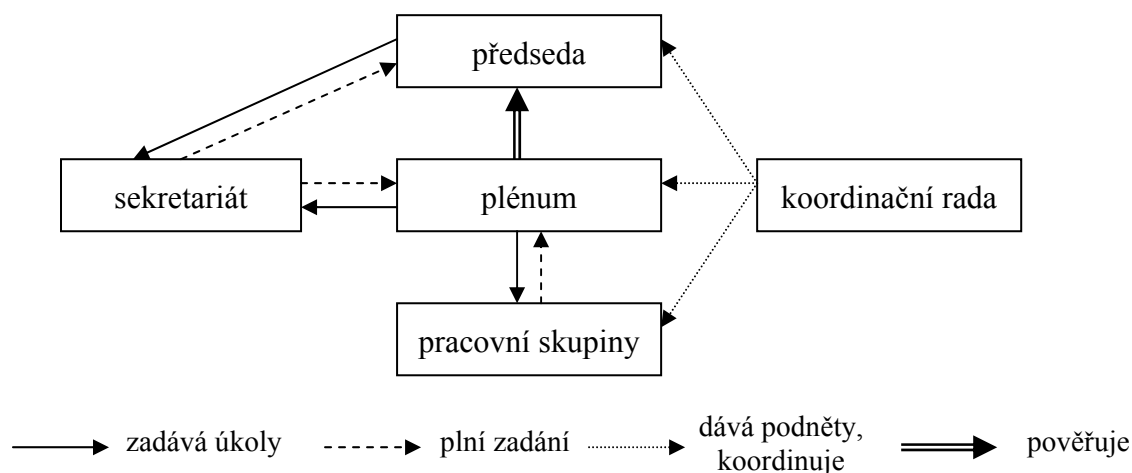 předseda
sekretariát
plénum
koordinační rada
pracovní skupiny
zadává úkoly
plní zadání
dává podněty,
koordinuje
pověřuje